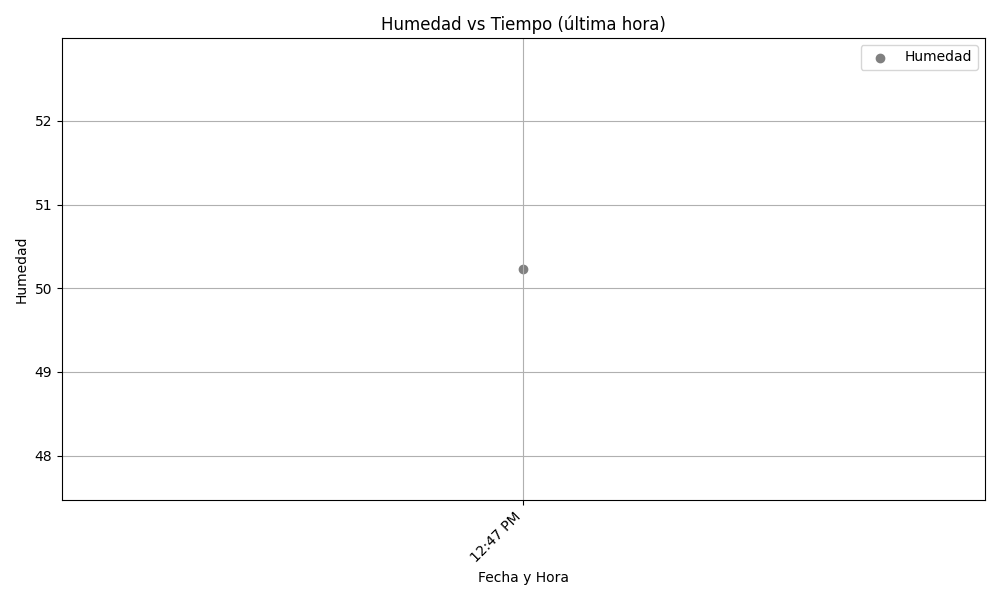 Humedad vs Tiempo (última hora)
Humedad
52
51
50
49
48
Humedad
12:47 PM
Fecha y Hora